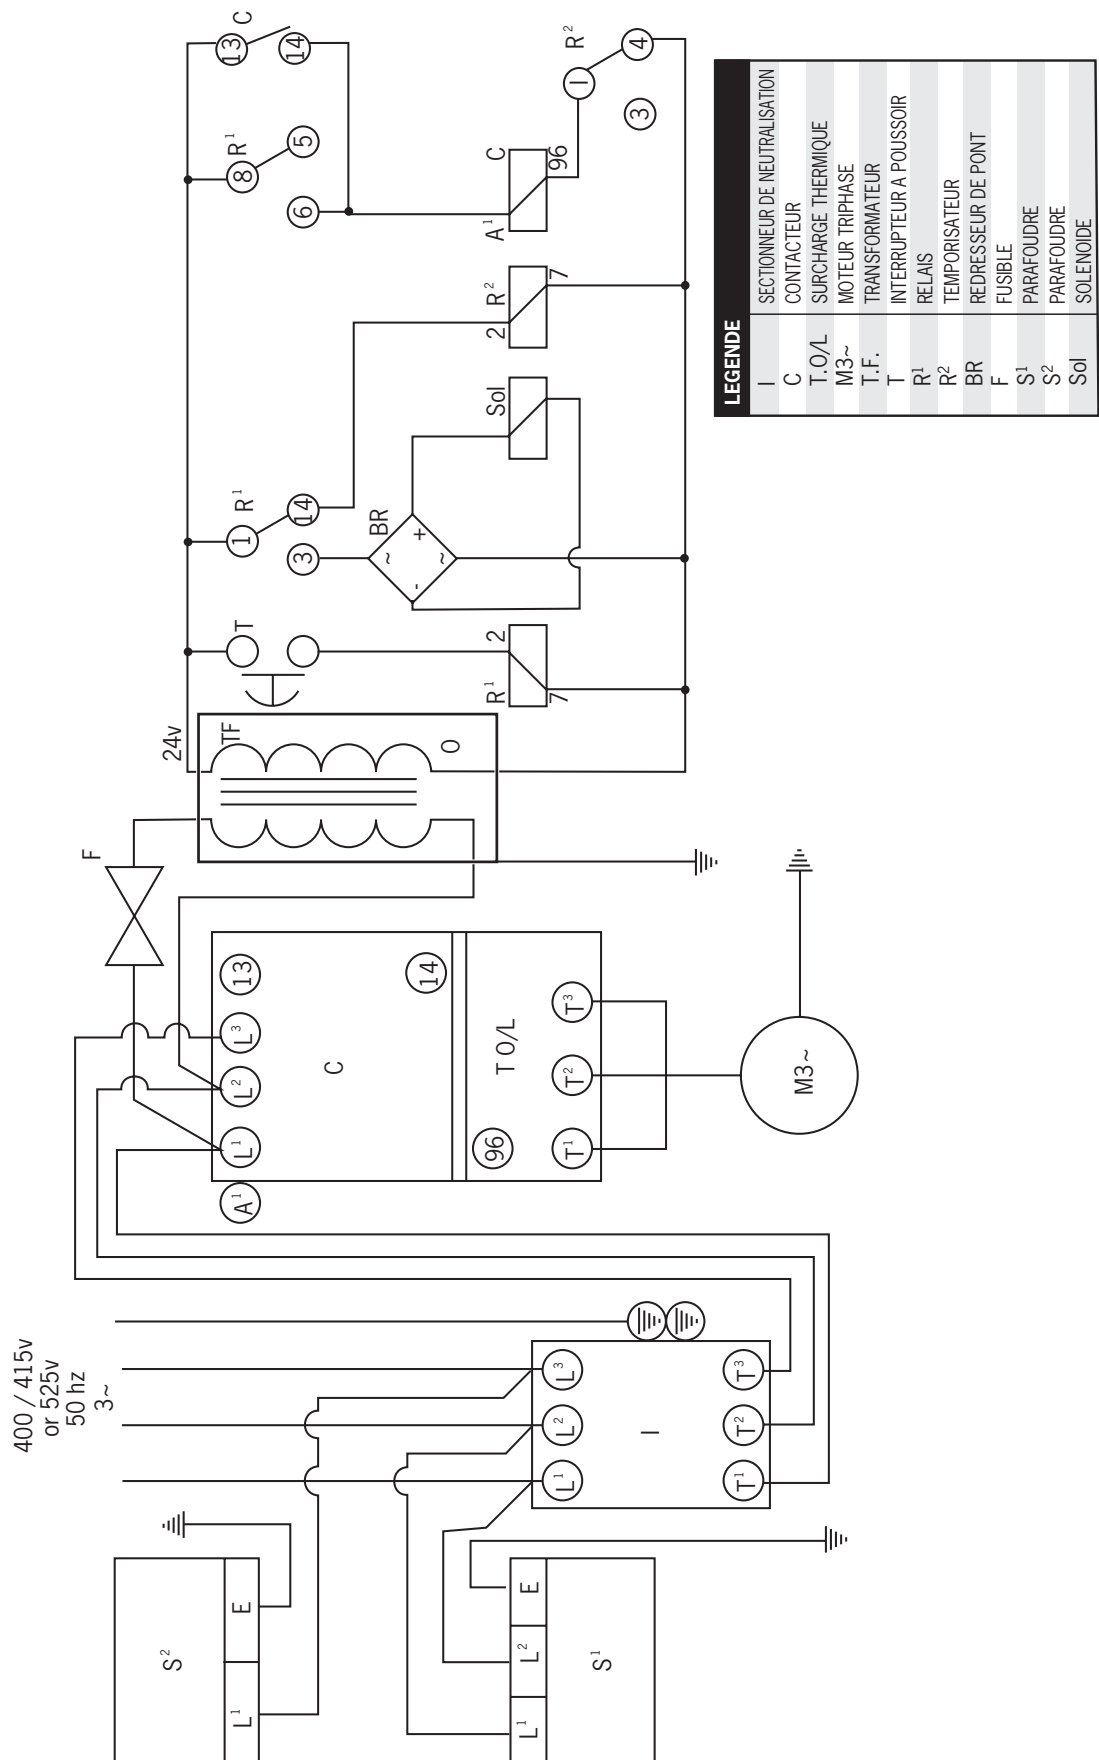 400 / 415v
or 525v
50 hz
3~
S²
L¹
E
S¹
L¹
L²
E
L¹
L²
L³
I
T¹
T²
T³
A¹
L¹
L²
L³
13
C
14
96
T O/L
T¹
T²
T³
M3~
F
24v
TF
O
T
R¹
2
7
1
R¹
3
14
BR
~
+
-
~
Sol
2
R²
7
8
R¹
6
5
A¹
C
96
13
C
14
I
R²
4
3
LEGENDE
I SECTIONNEUR DE NEUTRALISATION
C CONTACTEUR
T.O/L SURCHARGE THERMIQUE
M3~ MOTEUR TRIPHASE
T.F. TRANSFORMATEUR
T INTERRUPTEUR A POUSSOIR
R¹ RELAIS
R² TEMPORISATEUR
BR REDRESSEUR DE PONT
F FUSIBLE
S¹ PARAFOUDRE
S² PARAFOUDRE
Sol SOLENOIDE